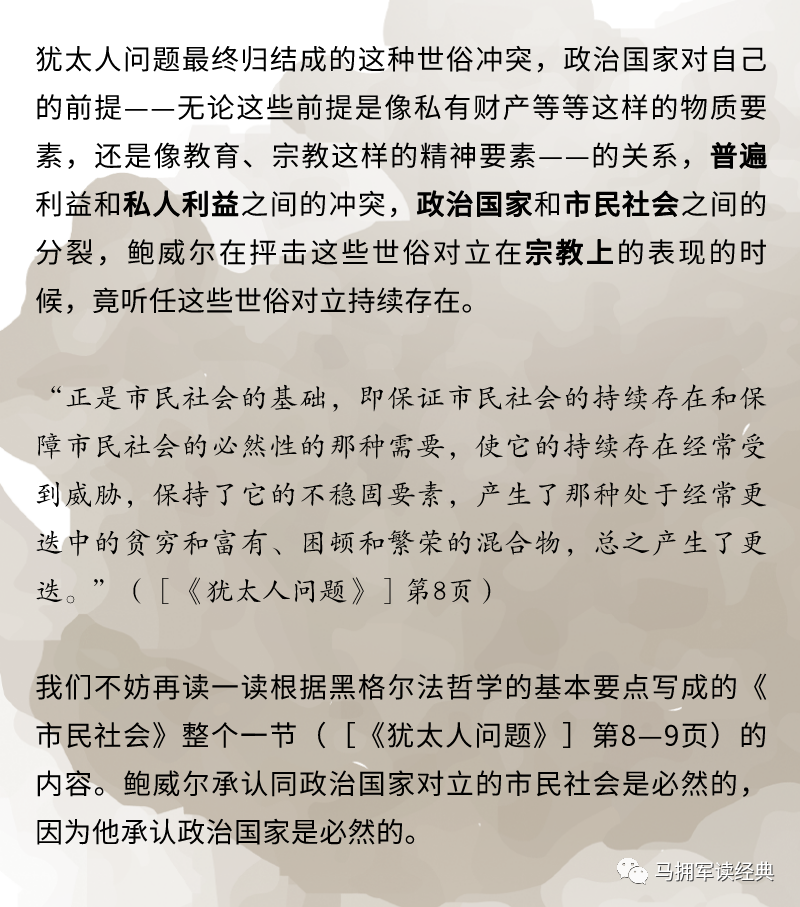 犹太人问题最终归结成的这种世俗冲突，政治国家对自己
的前提——无论这些前提是像私有财产等等这样的物质要
素，还是像教育、宗教这样的精神要素——的关系，普遍
利益和私人利益之间的冲突，政治国家和市民社会之间的
分裂，鲍威尔在抨击这些世俗对立在宗教上的表现的时
候，竟听任这些世俗对立持续存在。
“正是市民社会的基础，即保证市民社会的持续存在和保
障市民社会的必然性的那种需要，使它的持续存在经常受
到威胁，保持了它的不稳固要素，产生了那种处于经常更
迭中的贫穷和富有、困顿和繁荣的混合物，总之产生了更
迭。”（［《犹太人问题》］第8页）
我们不妨再读一读根据黑格尔法哲学的基本要点写成的《
市民社会》整个一节（［《犹太人问题》］第8—9页）的
内容。鲍威尔承认同政治国家对立的市民社会是必然的，
因为他承认政治国家是必然的。
马拥军读经典